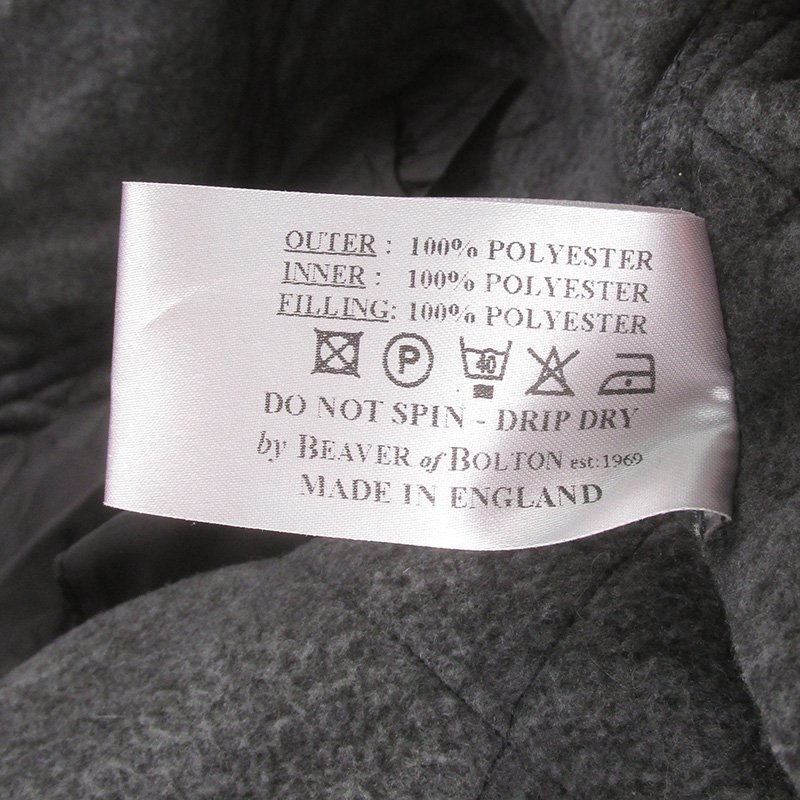 OUTER : 100% POLYESTER
INNER : 100% POLYESTER
FILLING: 100% POLYESTER
P 40
DO NOT SPIN - DRIP DRY
by BEAVER of BOLTON est:1969
MADE IN ENGLAND